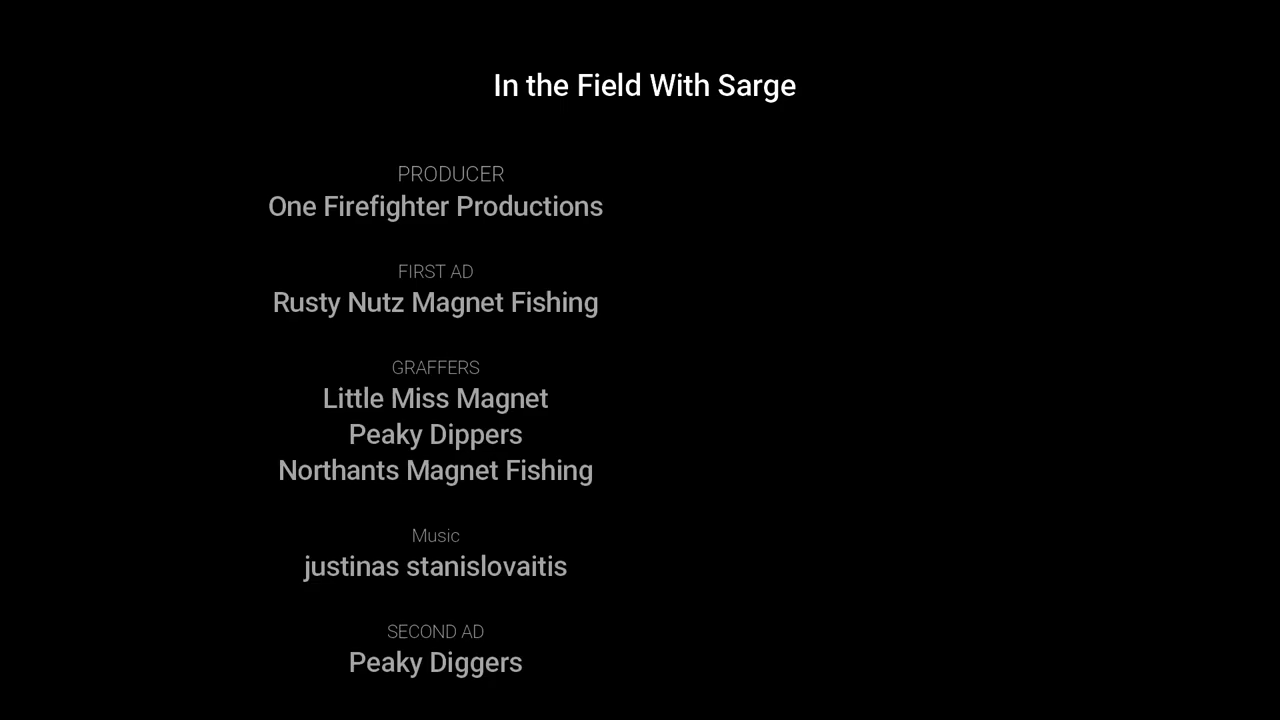 In the Field With Sarge
PRODUCER
One Firefighter Productions
FIRST AD
Rusty Nutz Magnet Fishing
GRAFFERS
Little Miss Magnet
Peaky Dippers
Northants Magnet Fishing
Music
justinas stanislovaitis
SECOND AD
Peaky Diggers